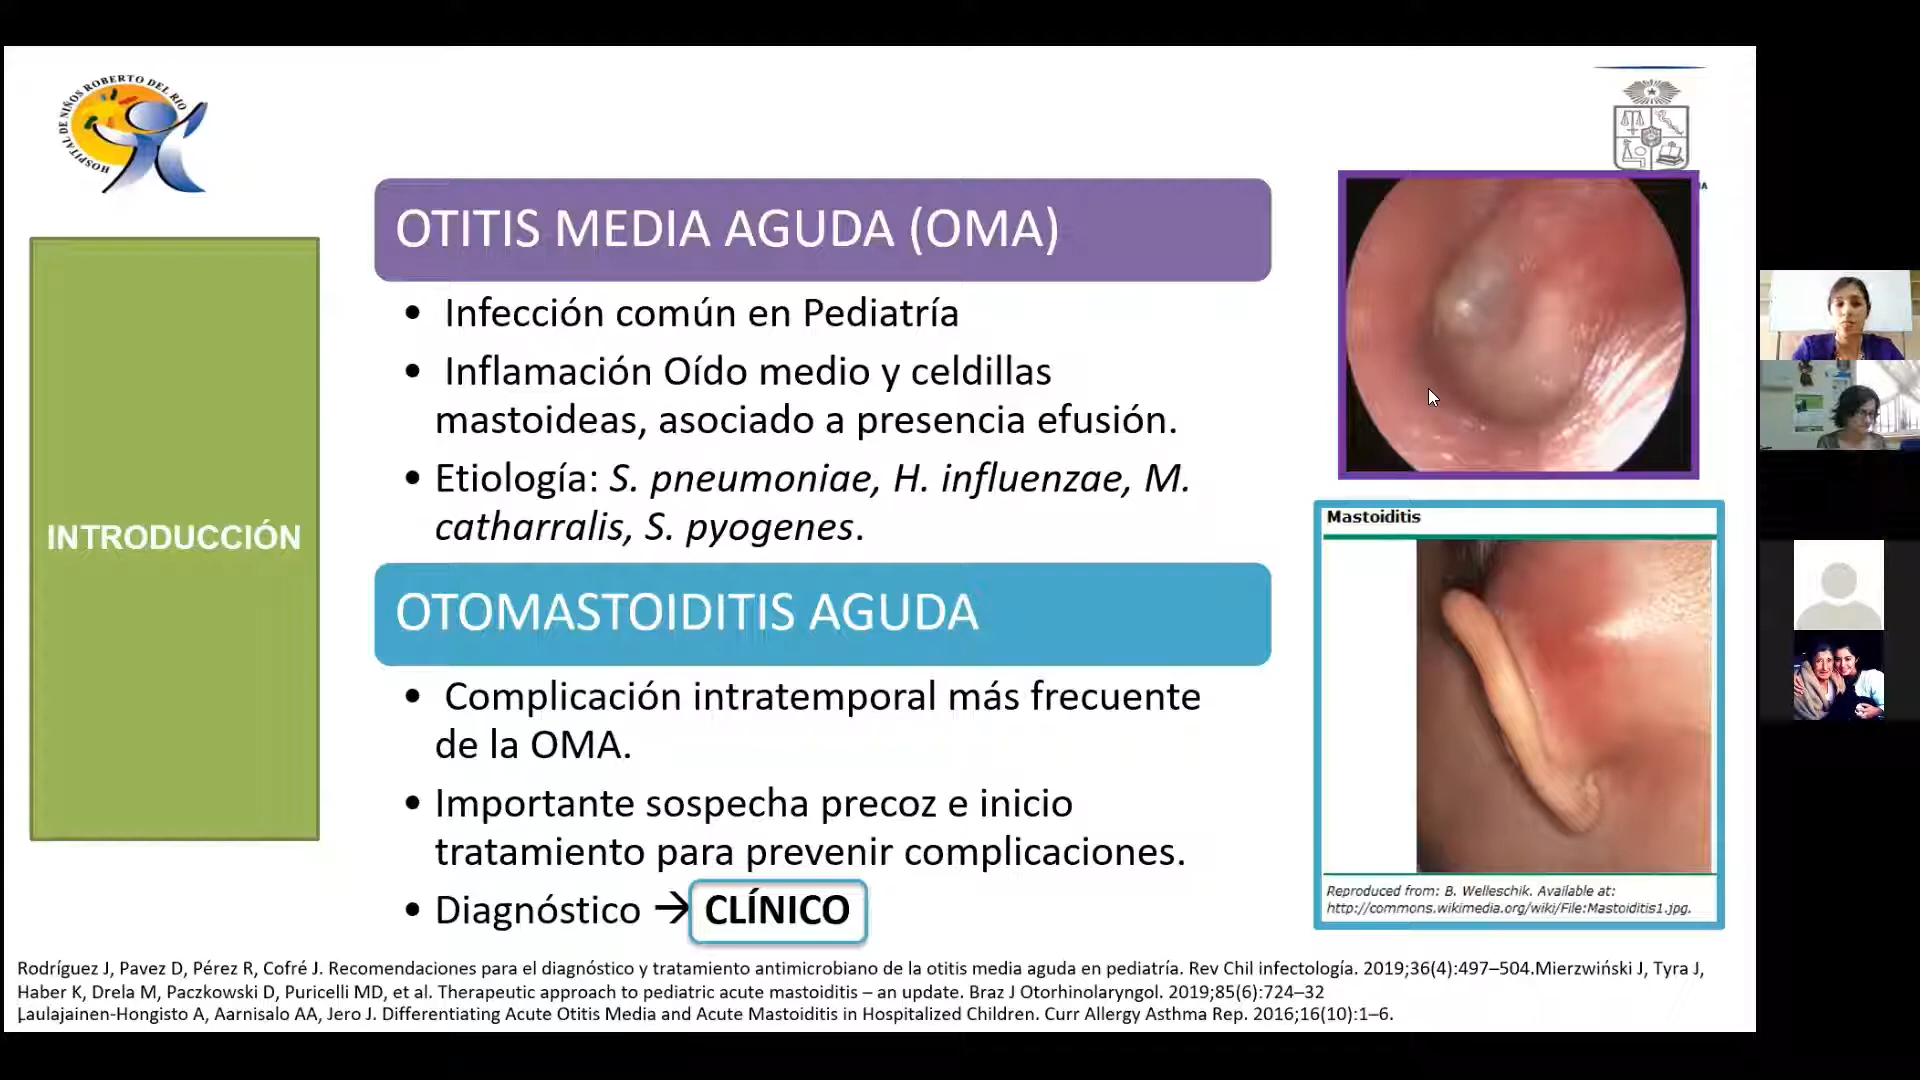 HOSPITAL DE NIÑOS ROBERTO DEL RIO
INTRODUCCIÓN
OTITIS MEDIA AGUDA (OMA)
• Infección común en Pediatría
• Inflamación Oído medio y celdillas
mastoideas, asociado a presencia efusión.
• Etiología: S. pneumoniae, H. influenzae, M.
catharralis, S. pyogenes.
OTOMASTOIDITIS AGUDA
• Complicación intratemporal más frecuente
de la OMA.
• Importante sospecha precoz e inicio
tratamiento para prevenir complicaciones.
• Diagnóstico → CLÍNICO
Mastoiditis
Reproduced from: B. Welleschik. Available at:
http://commons.wikimedia.org/wiki/File:Mastoiditis1.jpg.
Rodríguez J, Pavez D, Pérez R, Cofré J. Recomendaciones para el diagnóstico y tratamiento antimicrobiano de la otitis media aguda en pediatría. Rev Chil infectología. 2019;36(4):497–504.Mierzwiński J, Tyra J,
Haber K, Drela M, Paczkowski D, Puricelli MD, et al. Therapeutic approach to pediatric acute mastoiditis – an update. Braz J Otorhinolaryngol. 2019;85(6):724–32
Laulajainen-Hongisto A, Aarnisalo AA, Jero J. Differentiating Acute Otitis Media and Acute Mastoiditis in Hospitalized Children. Curr Allergy Asthma Rep. 2016;16(10):1–6.